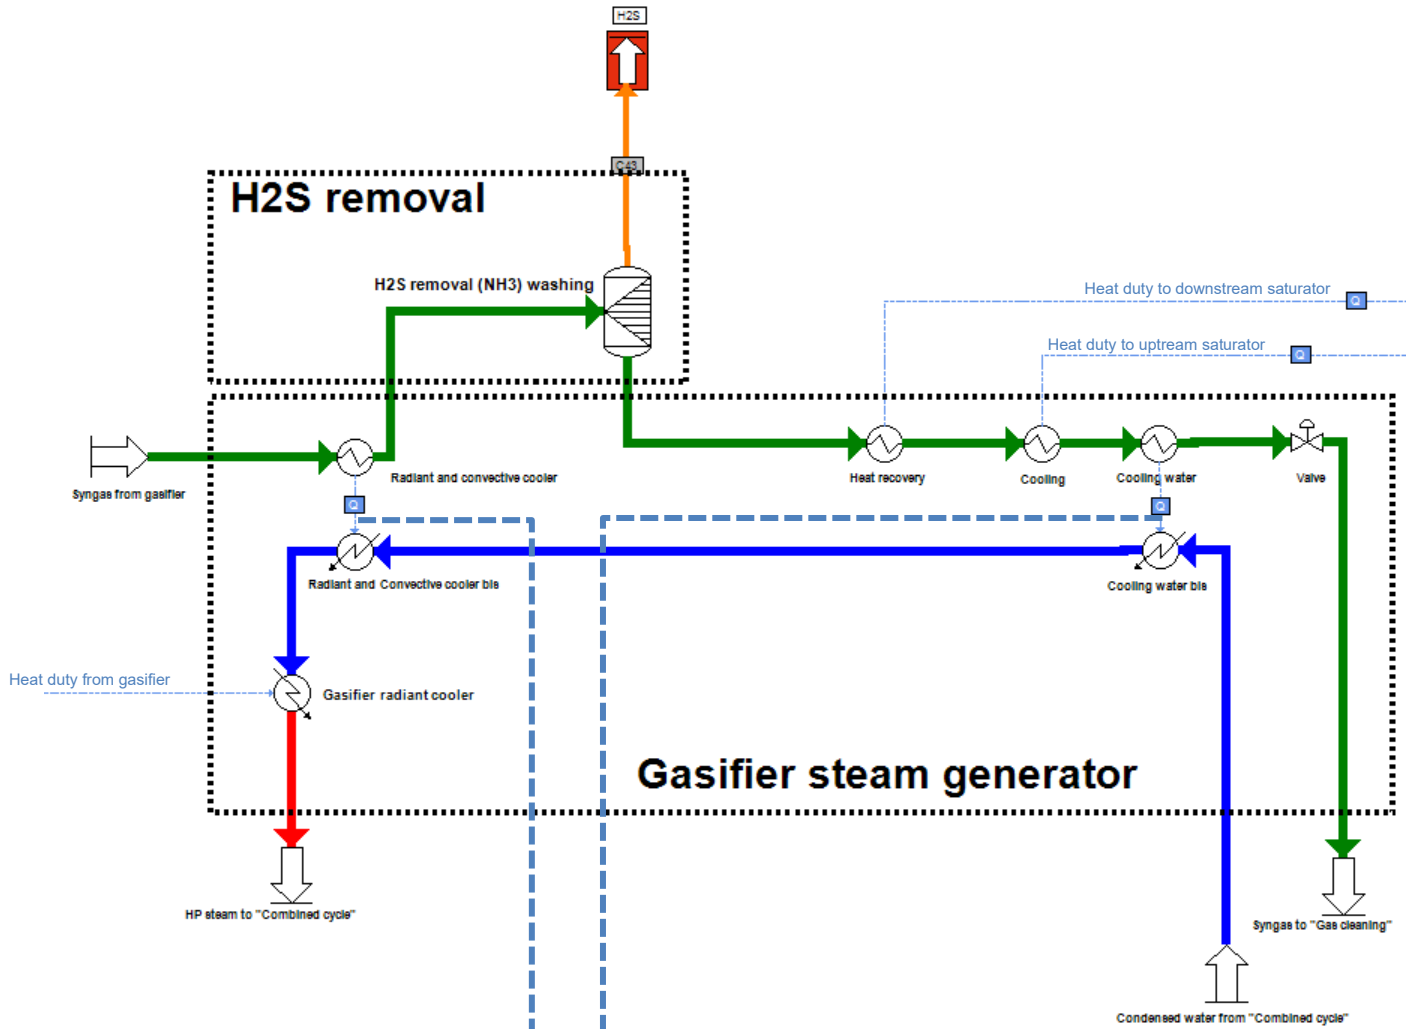 H2S
C43
H2S removal
H2S removal (NH3) washing
Heat duty to downstream saturator
Q
Heat duty to uptream saturator
Q
Syngas from gasifier
Radiant and convective cooler
Heat recovery
Cooling
Cooling water
Valve
Q
Q
Radiant and Convective cooler bis
Cooling water bis
Heat duty from gasifier
Gasifier radiant cooler
Gasifier steam generator
HP steam to "Combined cycle"
Syngas to "Gas cleaning"
Condensed water from "Combined cycle"